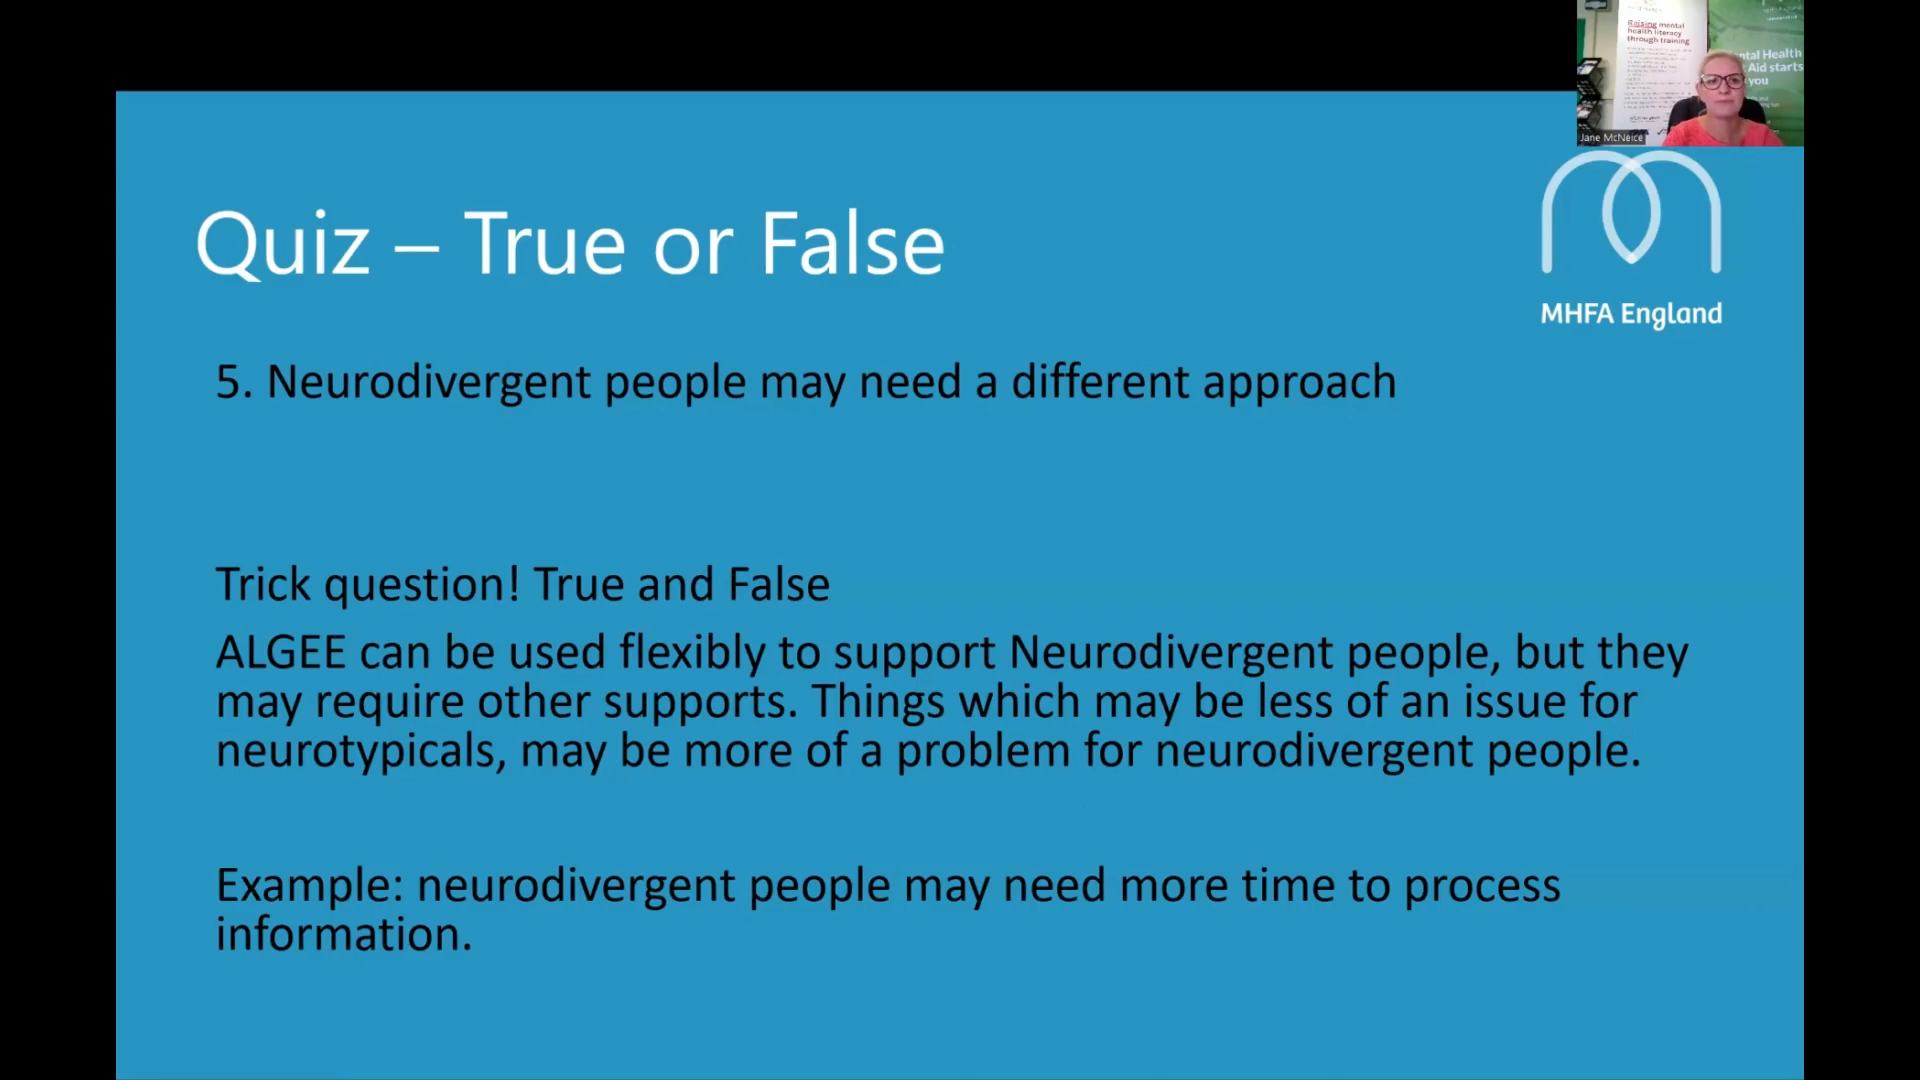 Raising mental
health literacy
through training
ntal Health
Aid starts
you
Jane McNeice
MHFA England
Quiz – True or False
5. Neurodivergent people may need a different approach
Trick question! True and False
ALGEE can be used flexibly to support Neurodivergent people, but they
may require other supports. Things which may be less of an issue for
neurotypicals, may be more of a problem for neurodivergent people.
Example: neurodivergent people may need more time to process
information.